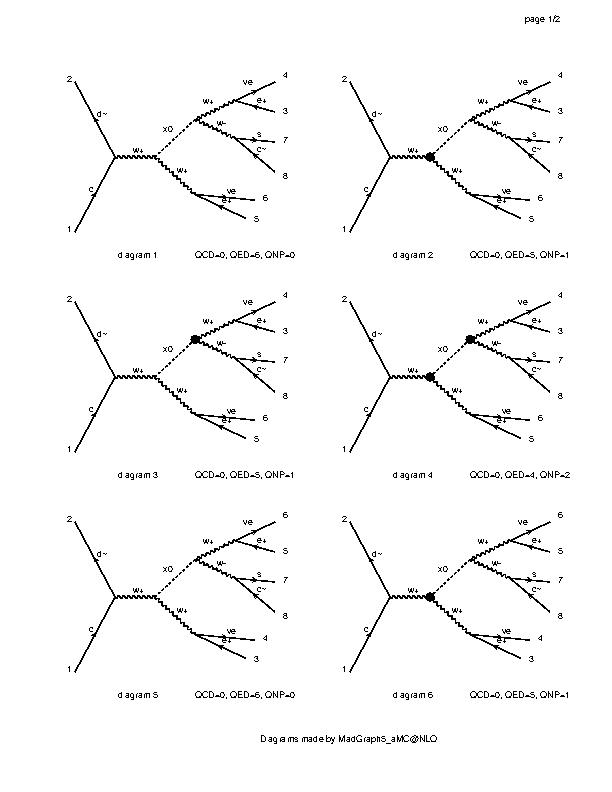 page 1/2
2 d~ c 1 w+ x0 w+ w+ ve 4 e+ 3 w- s 7 c~ 8 ve 6 e+ 5
2 d~ c 1 w+ x0 w+ w+ ve 4 e+ 3 w- s 7 c~ 8 ve 6 e+ 5
diagram 1 QCD=0, QED=6, QNP=0
diagram 2 QCD=0, QED=5, QNP=1
2 d~ c 1 w+ x0 w+ w+ ve 4 e+ 3 w- s 7 c~ 8 ve 6 e+ 5
2 d~ c 1 w+ x0 w+ w+ ve 4 e+ 3 w- s 7 c~ 8 ve 6 e+ 5
diagram 3 QCD=0, QED=5, QNP=1
diagram 4 QCD=0, QED=4, QNP=2
2 d~ c 1 w+ x0 w+ w+ ve 6 e+ 5 w- s 7 c~ 8 ve 4 e+ 3
2 d~ c 1 w+ x0 w+ w+ ve 6 e+ 5 w- s 7 c~ 8 ve 4 e+ 3
diagram 5 QCD=0, QED=6, QNP=0
diagram 6 QCD=0, QED=5, QNP=1
Diagrams made by MadGraph5_aMC@NLO